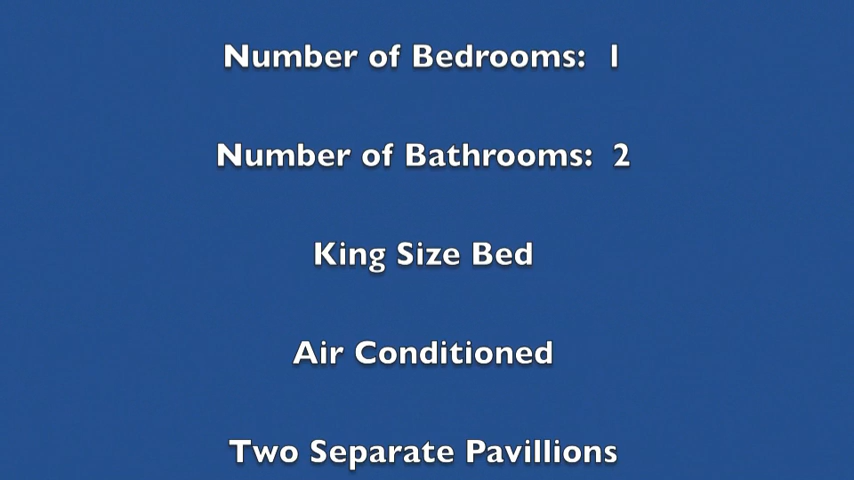 Number of Bedrooms: 1
Number of Bathrooms: 2
King Size Bed
Air Conditioned
Two Separate Pavillions